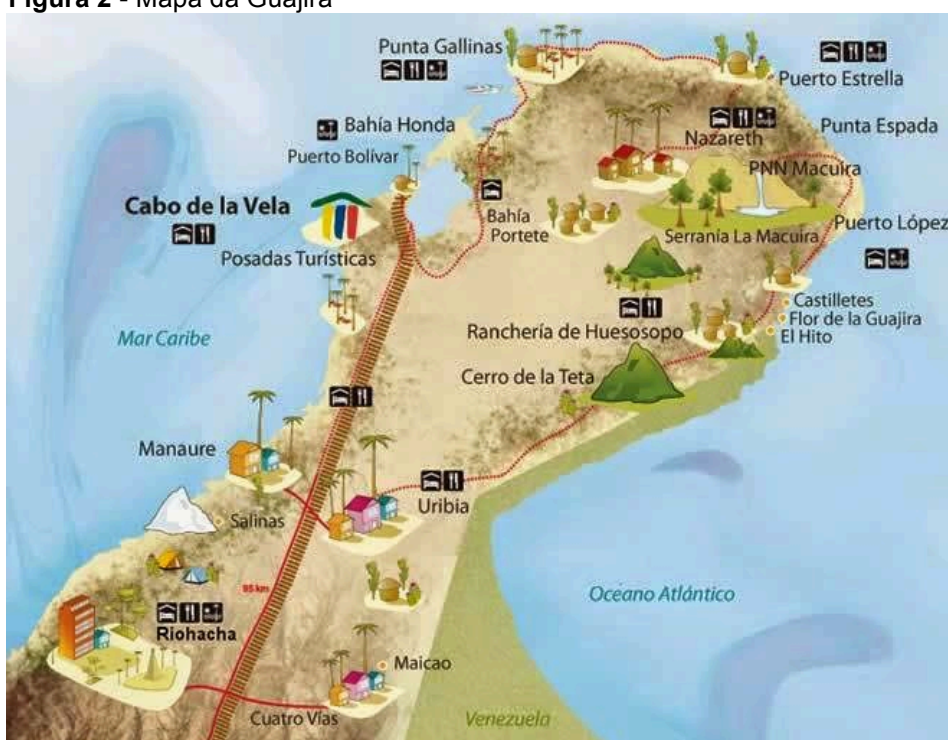 Figura 2 - Mapa da Guajira
Punta Gallinas
Puerto Estrella
Bahía Honda
Nazareth
Punta Espada
Puerto Bolívar
PNN Macuira
Cabo de la Vela
Bahía
Portete
Serranía La Macuira
Puerto López
Posadas Turísticas
Castilletes
Flor de la Guajira
El Hito
Mar Caribe
Ranchería de Huesosopo
Cerro de la Teta
Manaure
Uribia
Salinas
95 km
Océano Atlántico
Riohacha
Maicao
Cuatro Vías
Venezuela